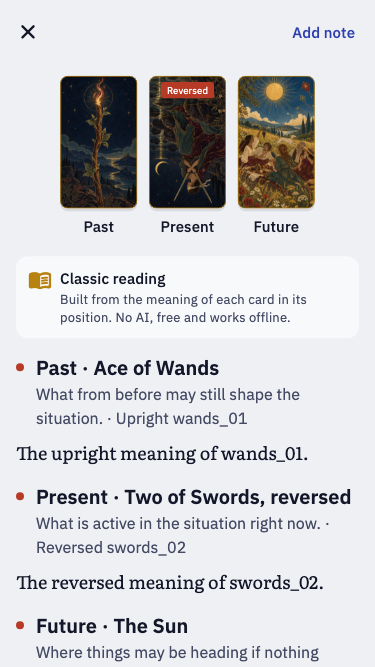 Add note
Reversed
Past
Present
Future
Classic reading
Built from the meaning of each card in its
position. No AI, free and works offline.
Past · Ace of Wands
What from before may still shape the
situation. · Upright wands_01
The upright meaning of wands_01.
Present · Two of Swords, reversed
What is active in the situation right now. ·
Reversed swords_02
The reversed meaning of swords_02.
Future · The Sun
Where things may be heading if nothing